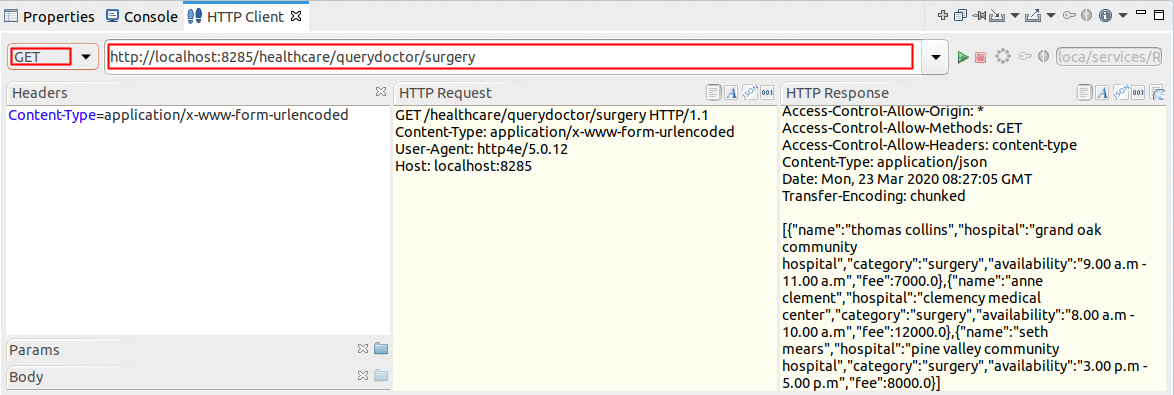 Properties Console HTTP Client
GET http://localhost:8285/healthcare/querydoctor/surgery loca/services/R
Headers
Content-Type=application/x-www-form-urlencoded
Params
Body
HTTP Request
GET /healthcare/querydoctor/surgery HTTP/1.1
Content-Type: application/x-www-form-urlencoded
User-Agent: http4e/5.0.12
Host: localhost:8285
HTTP Response
Access-Control-Allow-Origin: *
Access-Control-Allow-Methods: GET
Access-Control-Allow-Headers: content-type
Content-Type: application/json
Date: Mon, 23 Mar 2020 08:27:05 GMT
Transfer-Encoding: chunked
[{"name":"thomas collins","hospital":"grand oak
community
hospital","category":"surgery","availability":"9.00 a.m -
11.00 a.m","fee":7000.0},{"name":"anne
clement","hospital":"clemency medical
center","category":"surgery","availability":"8.00 a.m -
10.00 a.m","fee":12000.0},{"name":"seth
mears","hospital":"pine valley community
hospital","category":"surgery","availability":"3.00 p.m -
5.00 p.m","fee":8000.0}]